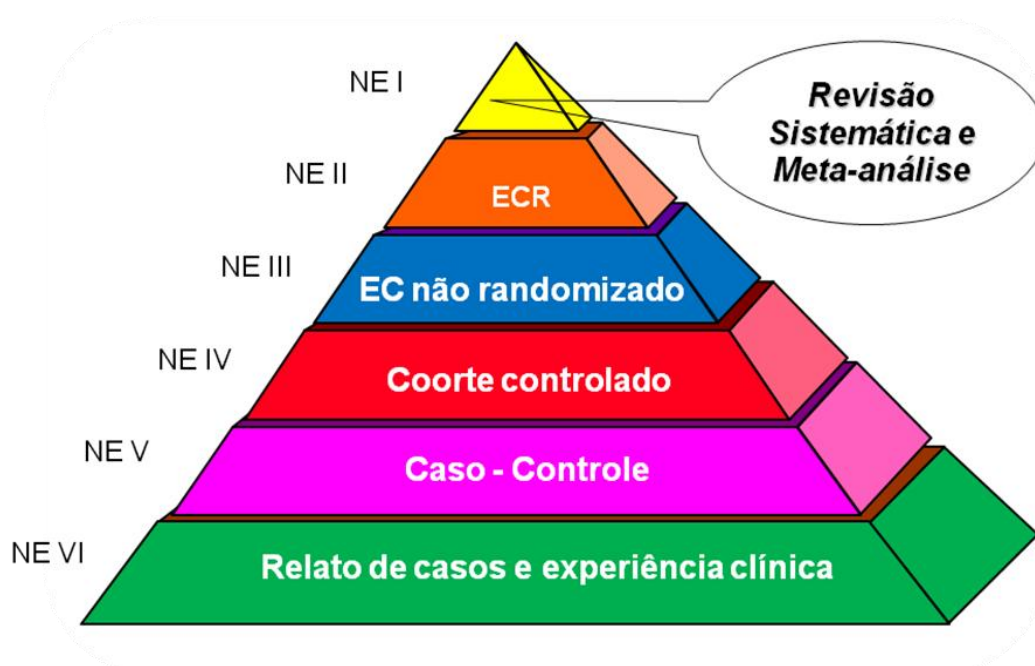 NE I
Revisão
Sistemática e
Meta-análise
NE II
ECR
NE III
EC não randomizado
NE IV
Coorte controlado
NE V
Caso - Controle
NE VI
Relato de casos e experiência clínica